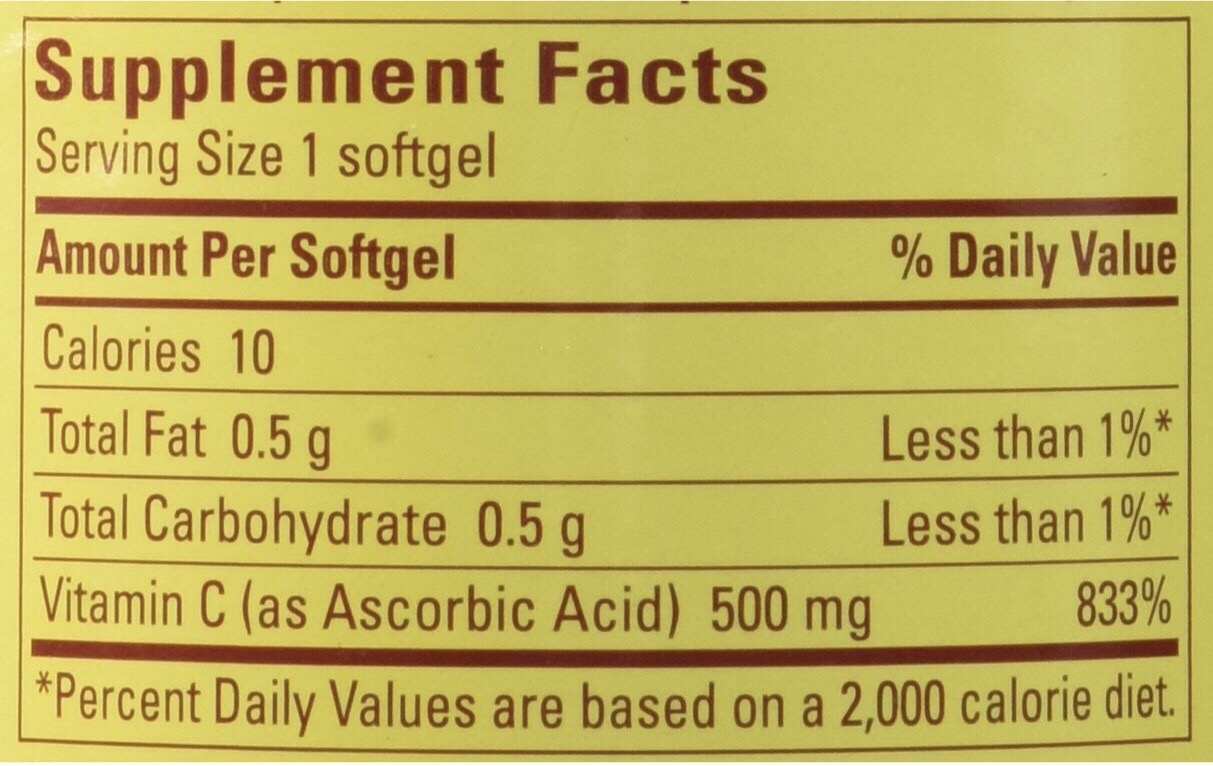 Supplement Facts
Serving Size 1 softgel
Amount Per Softgel % Daily Value
Calories 10
Total Fat 0.5 g Less than 1%*
Total Carbohydrate 0.5 g Less than 1%*
Vitamin C (as Ascorbic Acid) 500 mg 833%
*Percent Daily Values are based on a 2,000 calorie diet.